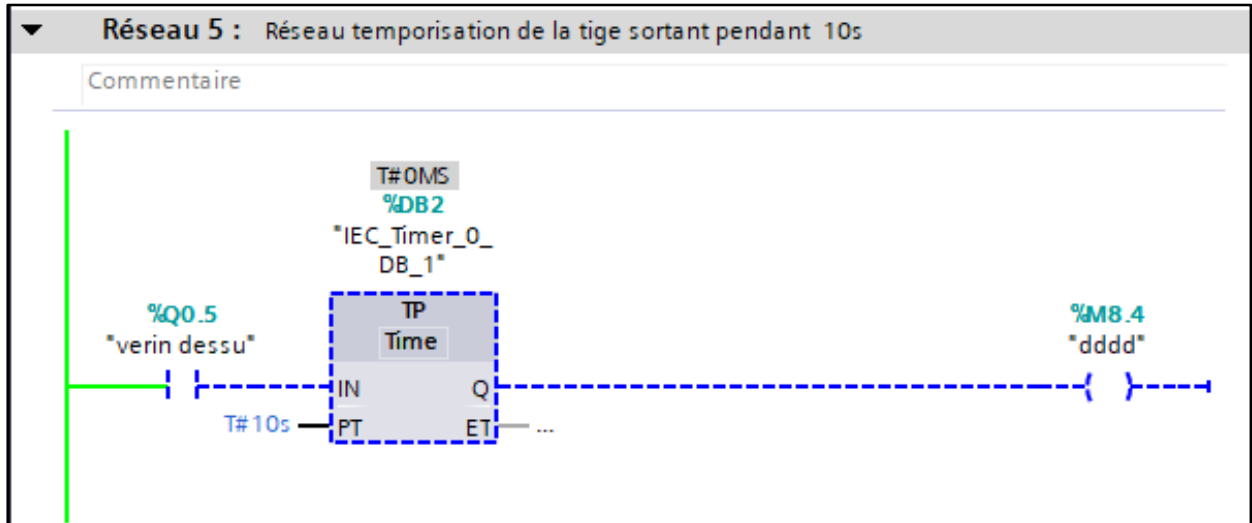 Réseau 5 : Réseau temporisation de la tige sortant pendant 10s
Commentaire
T#0MS
%DB2
"IEC_Timer_0_
DB_1"
%Q0.5
"verin dessu"
TP
Time
%M8.4
"dddd"
IN Q
T#10s PT ET ...